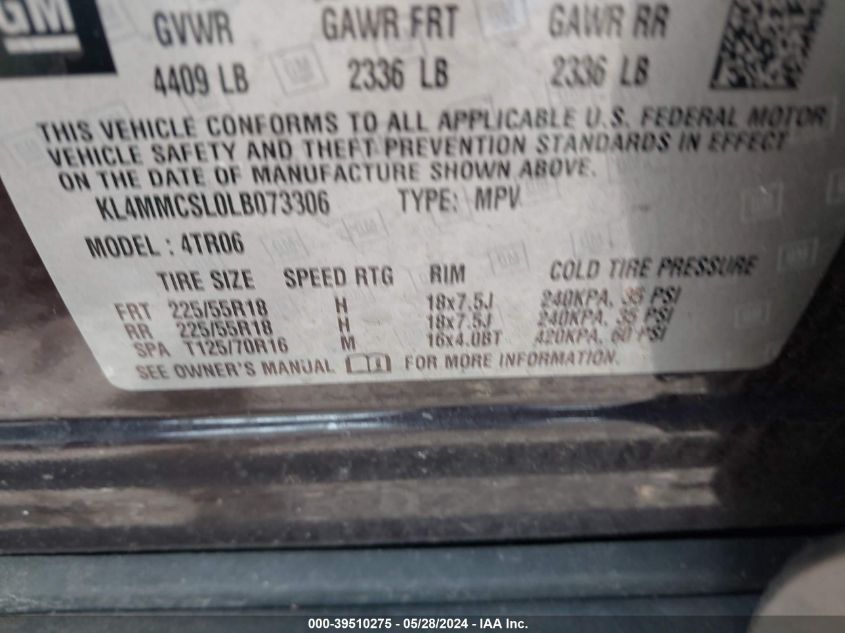 GM
GVWR GAWR FRT GAWR RR
4409 LB 2336 LB 2336 LB
THIS VEHICLE CONFORMS TO ALL APPLICABLE U.S. FEDERAL MOTOR
VEHICLE SAFETY AND THEFT PREVENTION STANDARDS IN EFFECT
ON THE DATE OF MANUFACTURE SHOWN ABOVE.
KL4MMCSL0LB073306 TYPE: MPV
MODEL: 4TR06
TIRE SIZE SPEED RTG RIM COLD TIRE PRESSURE
FRT 225/55R18 H 18x7.5J 240KPA, 35 PSI
RR 225/55R18 H 18x7.5J 240KPA, 35 PSI
SPA T125/70R16 M 16x4.0BT 420KPA, 60 PSI
SEE OWNER'S MANUAL FOR MORE INFORMATION
000-39510275 - 05/28/2024 - IAA Inc.